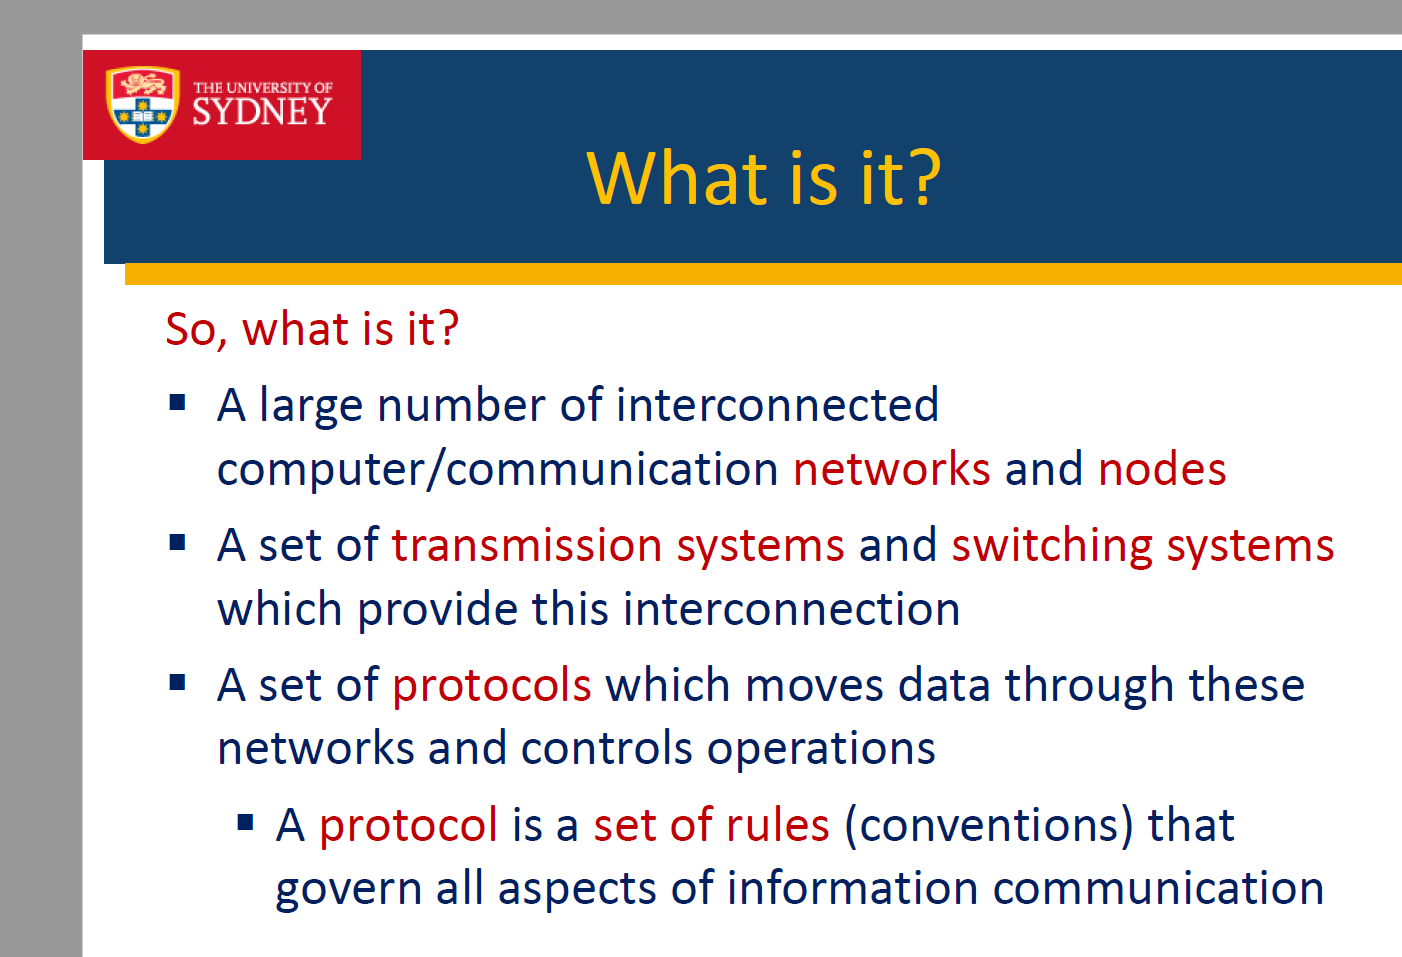 THE UNIVERSITY OF
SYDNEY
What is it?
So, what is it?
▪ A large number of interconnected
computer/communication networks and nodes
▪ A set of transmission systems and switching systems
which provide this interconnection
▪ A set of protocols which moves data through these
networks and controls operations
▪ A protocol is a set of rules (conventions) that
govern all aspects of information communication